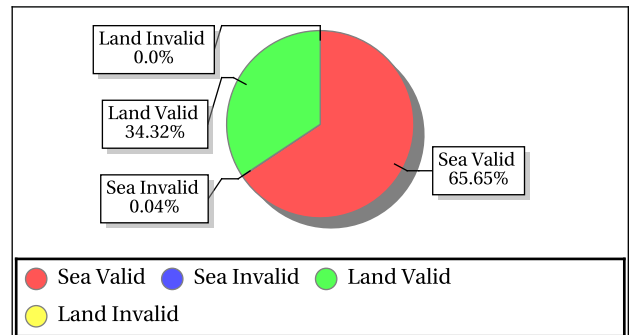 Land Invalid
0.0%
Land Valid
34.32%
Sea Invalid
0.04%
Sea Valid
65.65%
Sea Valid
Sea Invalid
Land Valid
Land Invalid